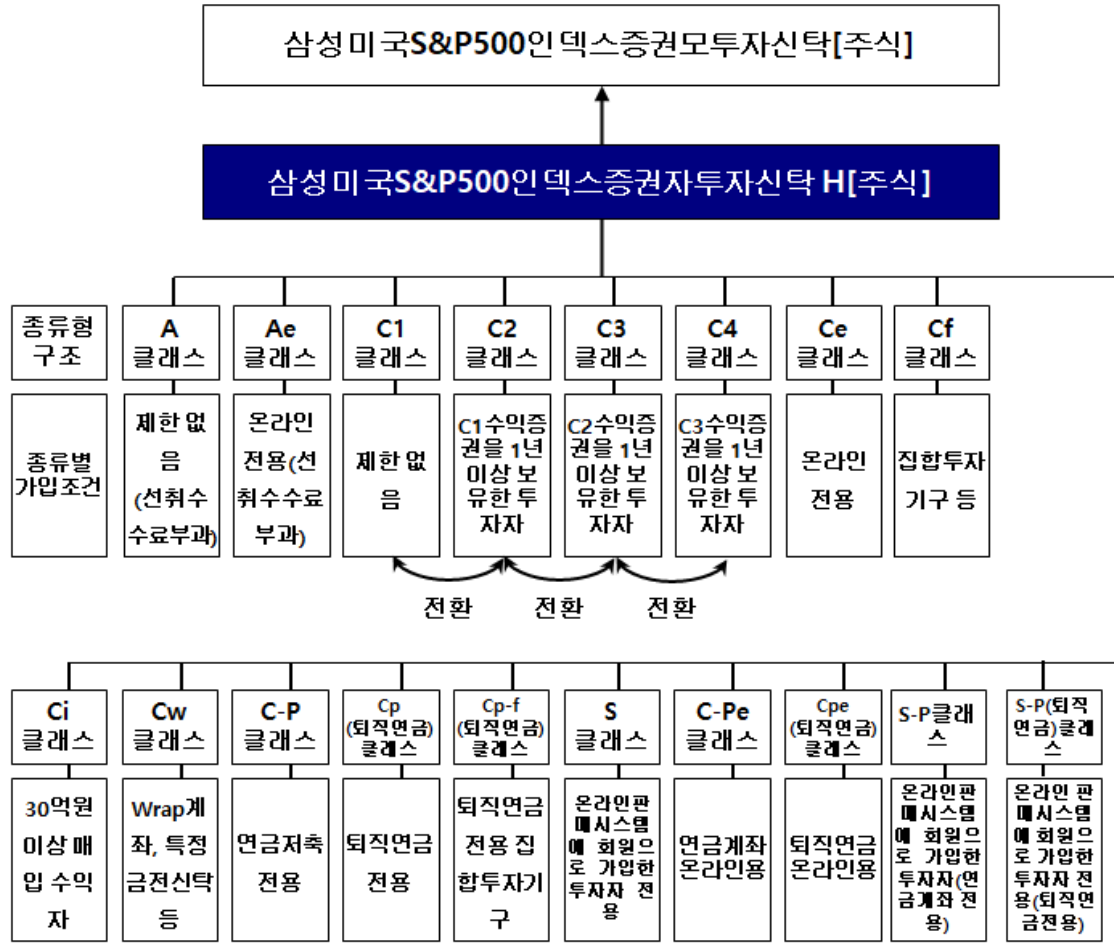 삼성미국S&P500인덱스증권모투자신탁[주식]
삼성미국S&P500인덱스증권자투자신탁 H[주식]
종류형
구조
A
클래스
Ae
클래스
C1
클래스
C2
클래스
C3
클래스
C4
클래스
Ce
클래스
Cf
클래스
종류별
가입조건
제한 없
음
(선취수
수료부과)
온라인
전용(선
취수수료
부과)
제한 없
음
C1수익증
권을 1년
이상 보
유한 투
자자
C2수익증
권을 1년
이상 보
유한 투
자자
C3수익증
권을 1년
이상 보
유한 투
자자
온라인
전용
집합투자
기구 등
전환
전환
전환
Ci
클래스
Cw
클래스
C-P
클래스
Cp
(퇴직연금)
클래스
Cp-f
(퇴직연금)
클래스
S
클래스
C-Pe
클래스
Cpe
(퇴직연금)
클래스
S-P클래
스
S-P(퇴직
연금)클래
스
30억원
이상 매
입 수익
자
Wrap계
좌, 특정
금전신탁
등
연금저축
전용
퇴직연금
전용
퇴직연금
전용 집
합투자기
구
온라인판
매시스템
에 회원으
로 가입한
투자자 전
용
연금계좌
온라인용
퇴직연금
온라인용
온라인판
매시스템
에 회원으
로 가입한
투자자(연
금계좌 전
용)
온라인 판
매시스템
에 회원으
로 가입한
투자자 전
용(퇴직연
금전용)